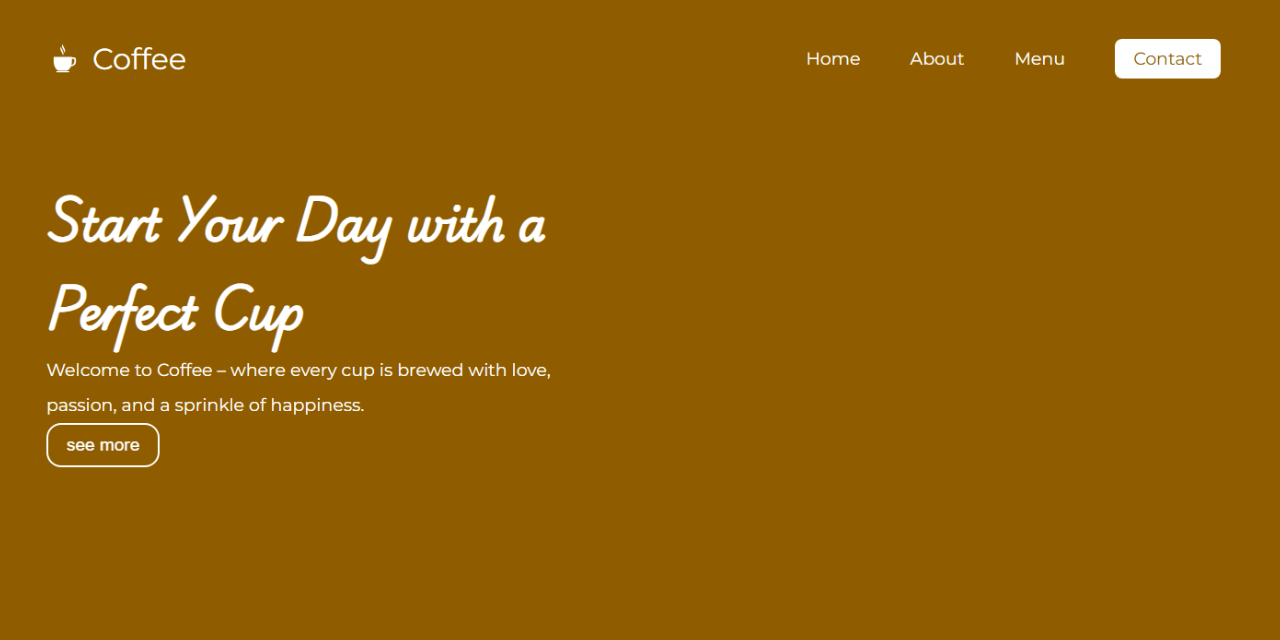 Coffee
Home
About
Menu
Contact
Start Your Day with a
Perfect Cup
Welcome to Coffee – where every cup is brewed with love,
passion, and a sprinkle of happiness.
see more